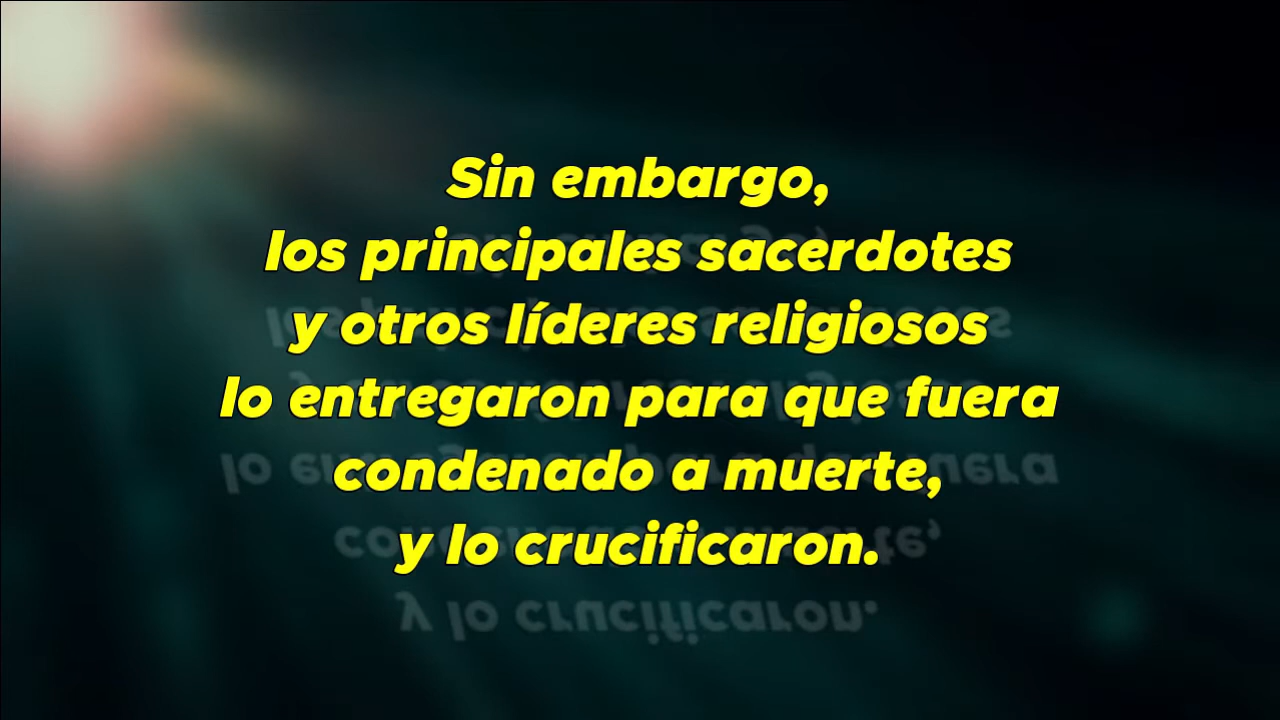 Sin embargo,
los principales sacerdotes
y otros líderes religiosos
lo entregaron para que fuera
condenado a muerte,
y lo crucificaron.